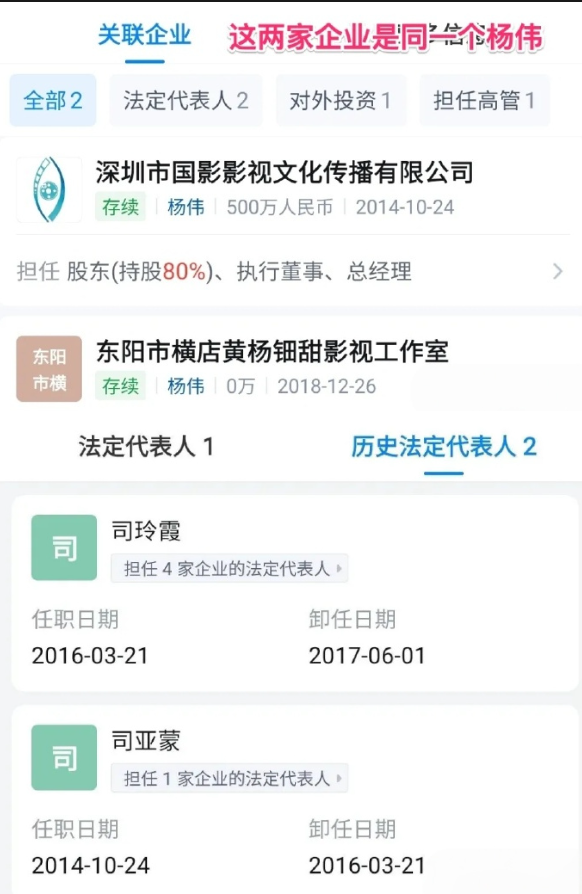 关联企业
这两家企业是同一个杨伟
全部 2 法定代表人 2 对外投资 1 担任高管 1
深圳市国影影视文化传播有限公司
存续 杨伟 500万人民币 2014-10-24
担任 股东(持股80%)、执行董事、总经理
东阳
市横
东阳市横店黄杨钿甜影视工作室
存续 杨伟 0万 2018-12-26
法定代表人 1 历史法定代表人 2
司
司玲霞
担任 4 家企业的法定代表人
任职日期 卸任日期
2016-03-21 2017-06-01
司
司亚蒙
担任 1 家企业的法定代表人
任职日期 卸任日期
2014-10-24 2016-03-21